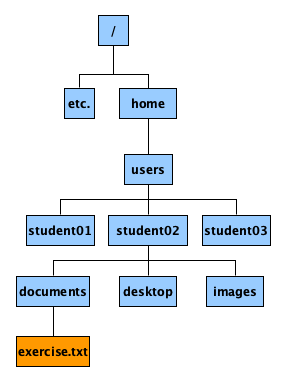 /
etc.
home
users
student01
student02
student03
documents
desktop
images
exercise.txt